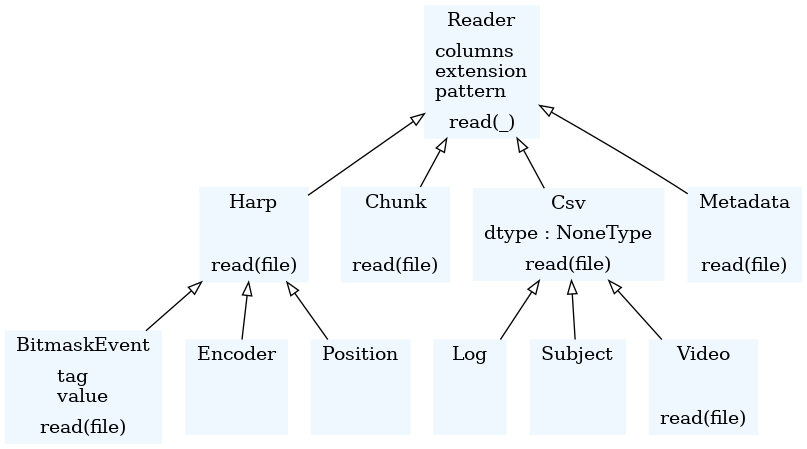 Reader
columns
extension
pattern
read(_)
Harp
read(file)
Chunk
read(file)
Csv
dtype : NoneType
read(file)
Metadata
read(file)
BitmaskEvent
tag
value
read(file)
Encoder
Position
Log
Subject
Video
read(file)